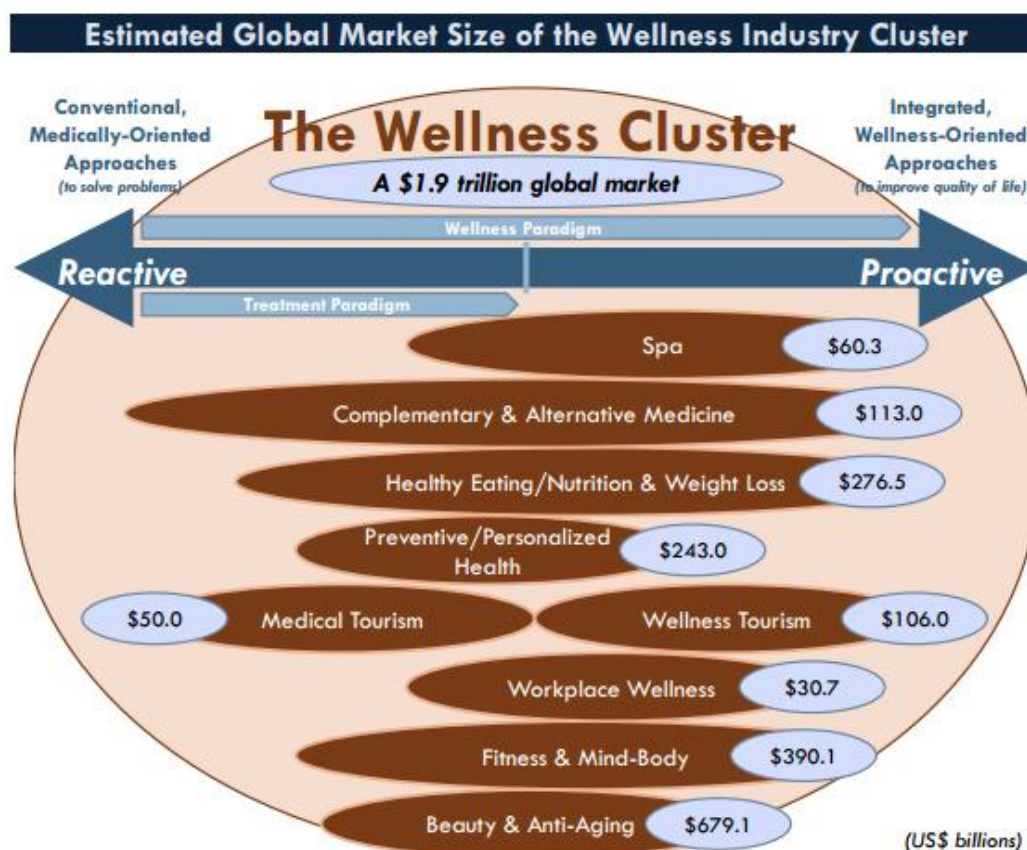 Estimated Global Market Size of the Wellness Industry Cluster
Conventional,
Medically-Oriented
Approaches
(to solve problems)
The Wellness Cluster
A $1.9 trillion global market
Integrated,
Wellness-Oriented
Approaches
(to improve quality of life)
Wellness Paradigm
Reactive
Proactive
Treatment Paradigm
Spa
$60.3
Complementary & Alternative Medicine
$113.0
Healthy Eating/Nutrition & Weight Loss
$276.5
Preventive/Personalized
Health
$243.0
$50.0
Medical Tourism
Wellness Tourism
$106.0
Workplace Wellness
$30.7
Fitness & Mind-Body
$390.1
Beauty & Anti-Aging
$679.1
(US$ billions)